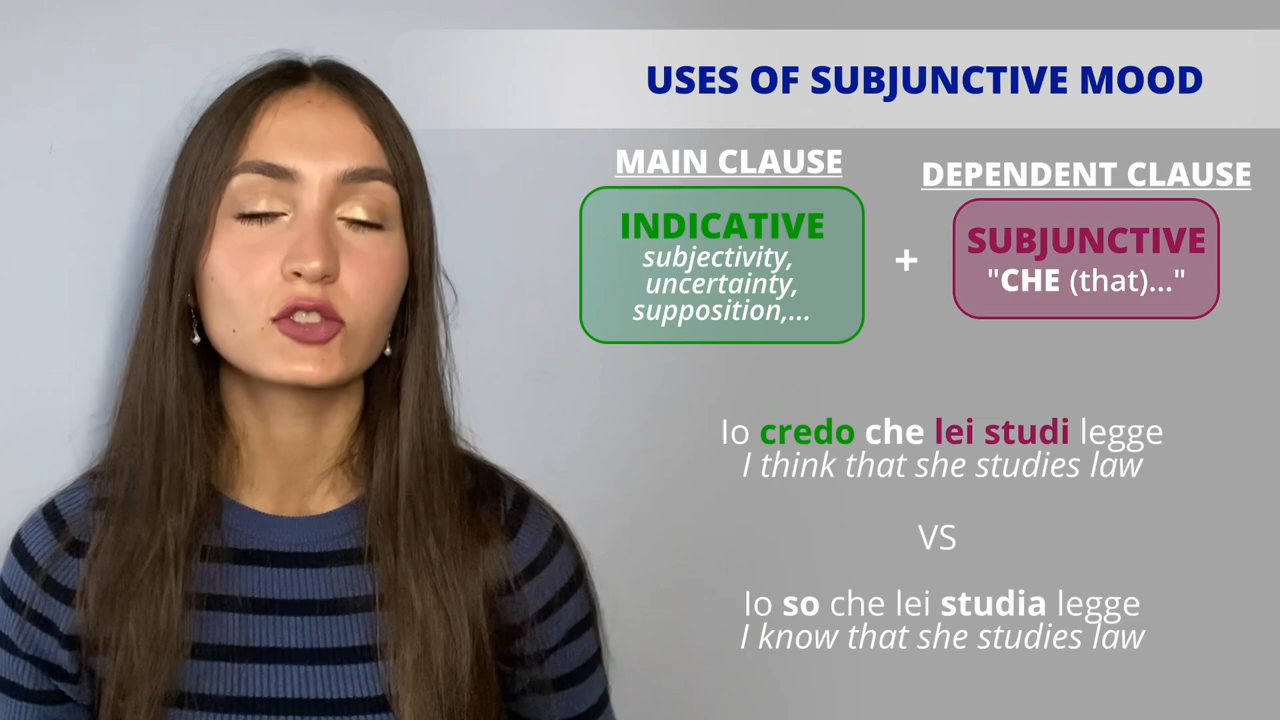 USES OF SUBJUNCTIVE MOOD
MAIN CLAUSE
INDICATIVE
subjectivity,
uncertainty,
supposition,...
+
DEPENDENT CLAUSE
SUBJUNCTIVE
"CHE (that)..."
Io credo che lei studi legge
I think that she studies law
VS
Io so che lei studia legge
I know that she studies law